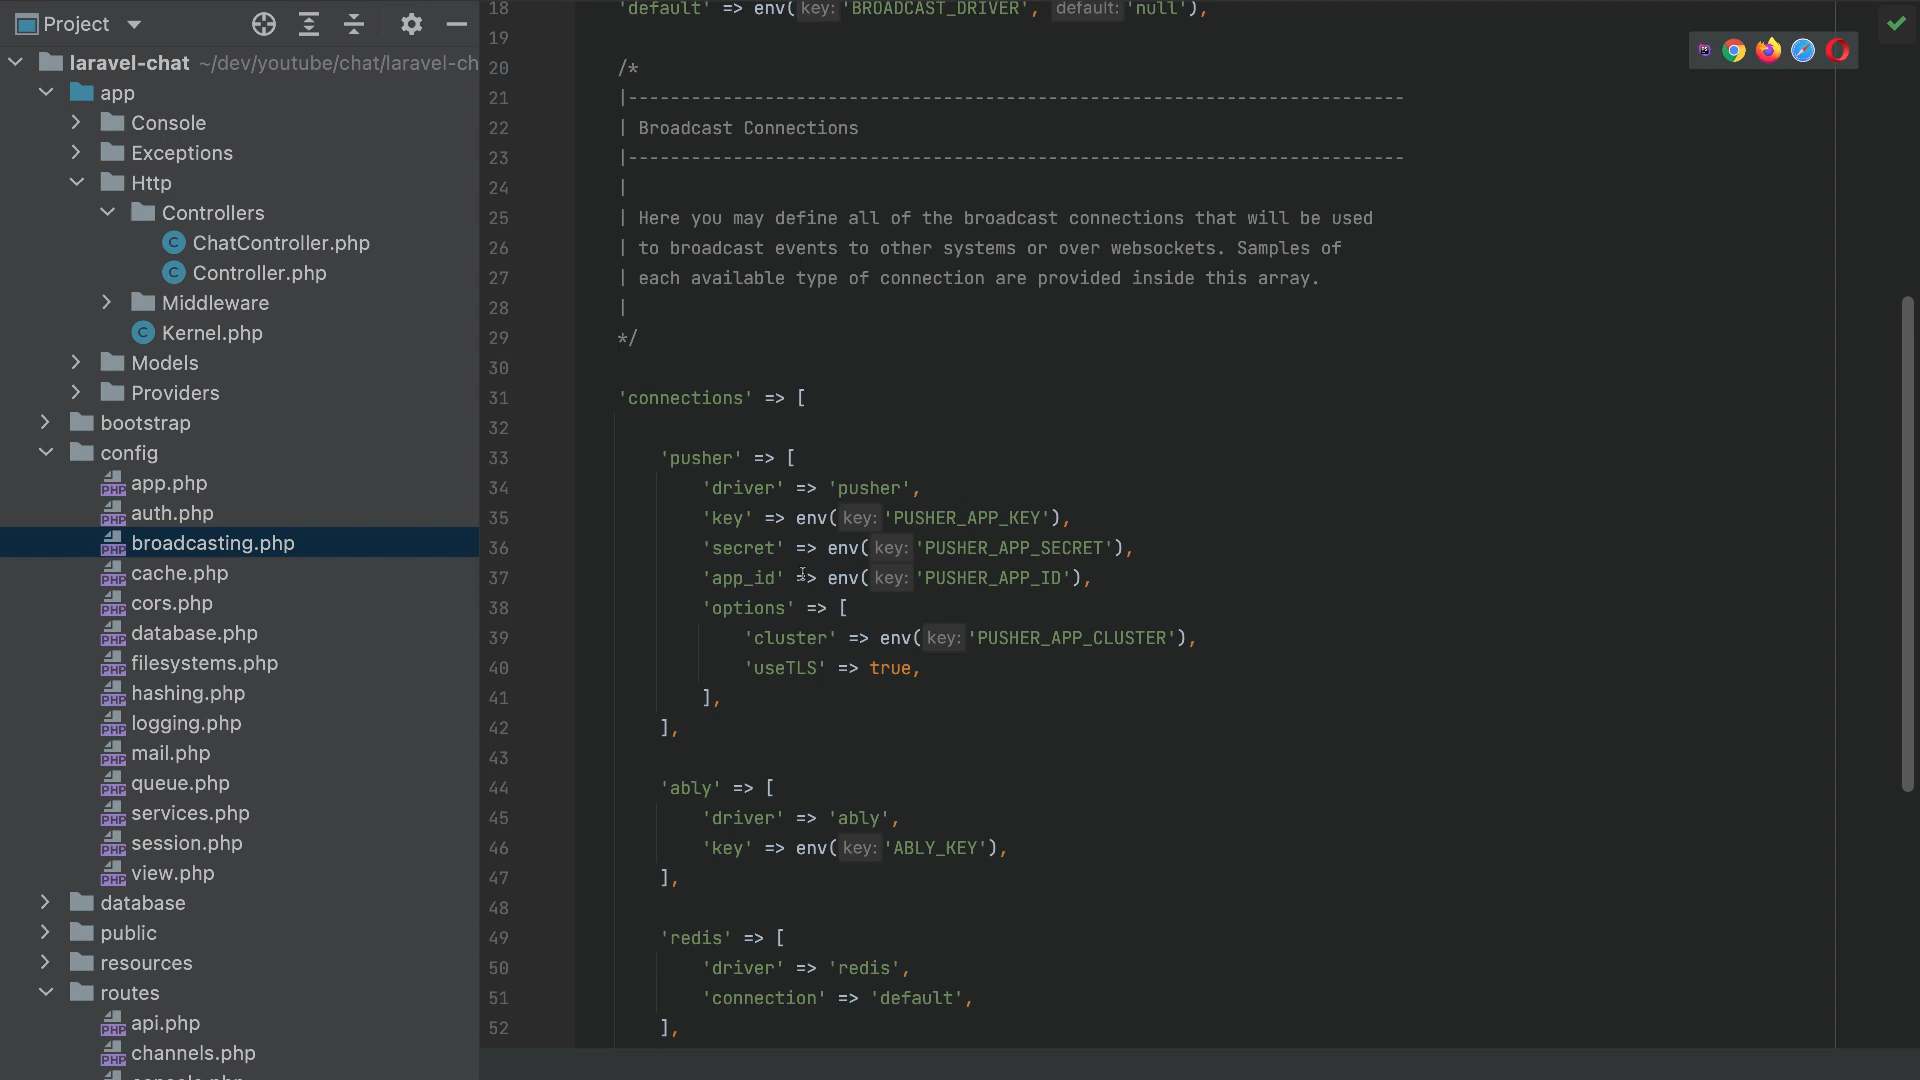 Project
laravel-chat ~/dev/youtube/chat/laravel-ch
app
Console
Exceptions
Http
Controllers
ChatController.php
Controller.php
Middleware
Kernel.php
Models
Providers
bootstrap
config
app.php
auth.php
broadcasting.php
cache.php
cors.php
database.php
filesystems.php
hashing.php
logging.php
mail.php
queue.php
services.php
session.php
view.php
database
public
resources
routes
api.php
channels.php
18 'default' => env( key: 'BROADCAST_DRIVER', default: 'null'),
19
20 /*
21 |--------------------------------------------------------------------------
22 | Broadcast Connections
23 |--------------------------------------------------------------------------
24 |
25 | Here you may define all of the broadcast connections that will be used
26 | to broadcast events to other systems or over websockets. Samples of
27 | each available type of connection are provided inside this array.
28 |
29 */
30
31 'connections' => [
32
33 'pusher' => [
34 'driver' => 'pusher',
35 'key' => env( key: 'PUSHER_APP_KEY'),
36 'secret' => env( key: 'PUSHER_APP_SECRET'),
37 'app_id' => env( key: 'PUSHER_APP_ID'),
38 'options' => [
39 'cluster' => env( key: 'PUSHER_APP_CLUSTER'),
40 'useTLS' => true,
41 ],
42 ],
43
44 'ably' => [
45 'driver' => 'ably',
46 'key' => env( key: 'ABLY_KEY'),
47 ],
48
49 'redis' => [
50 'driver' => 'redis',
51 'connection' => 'default',
52 ],